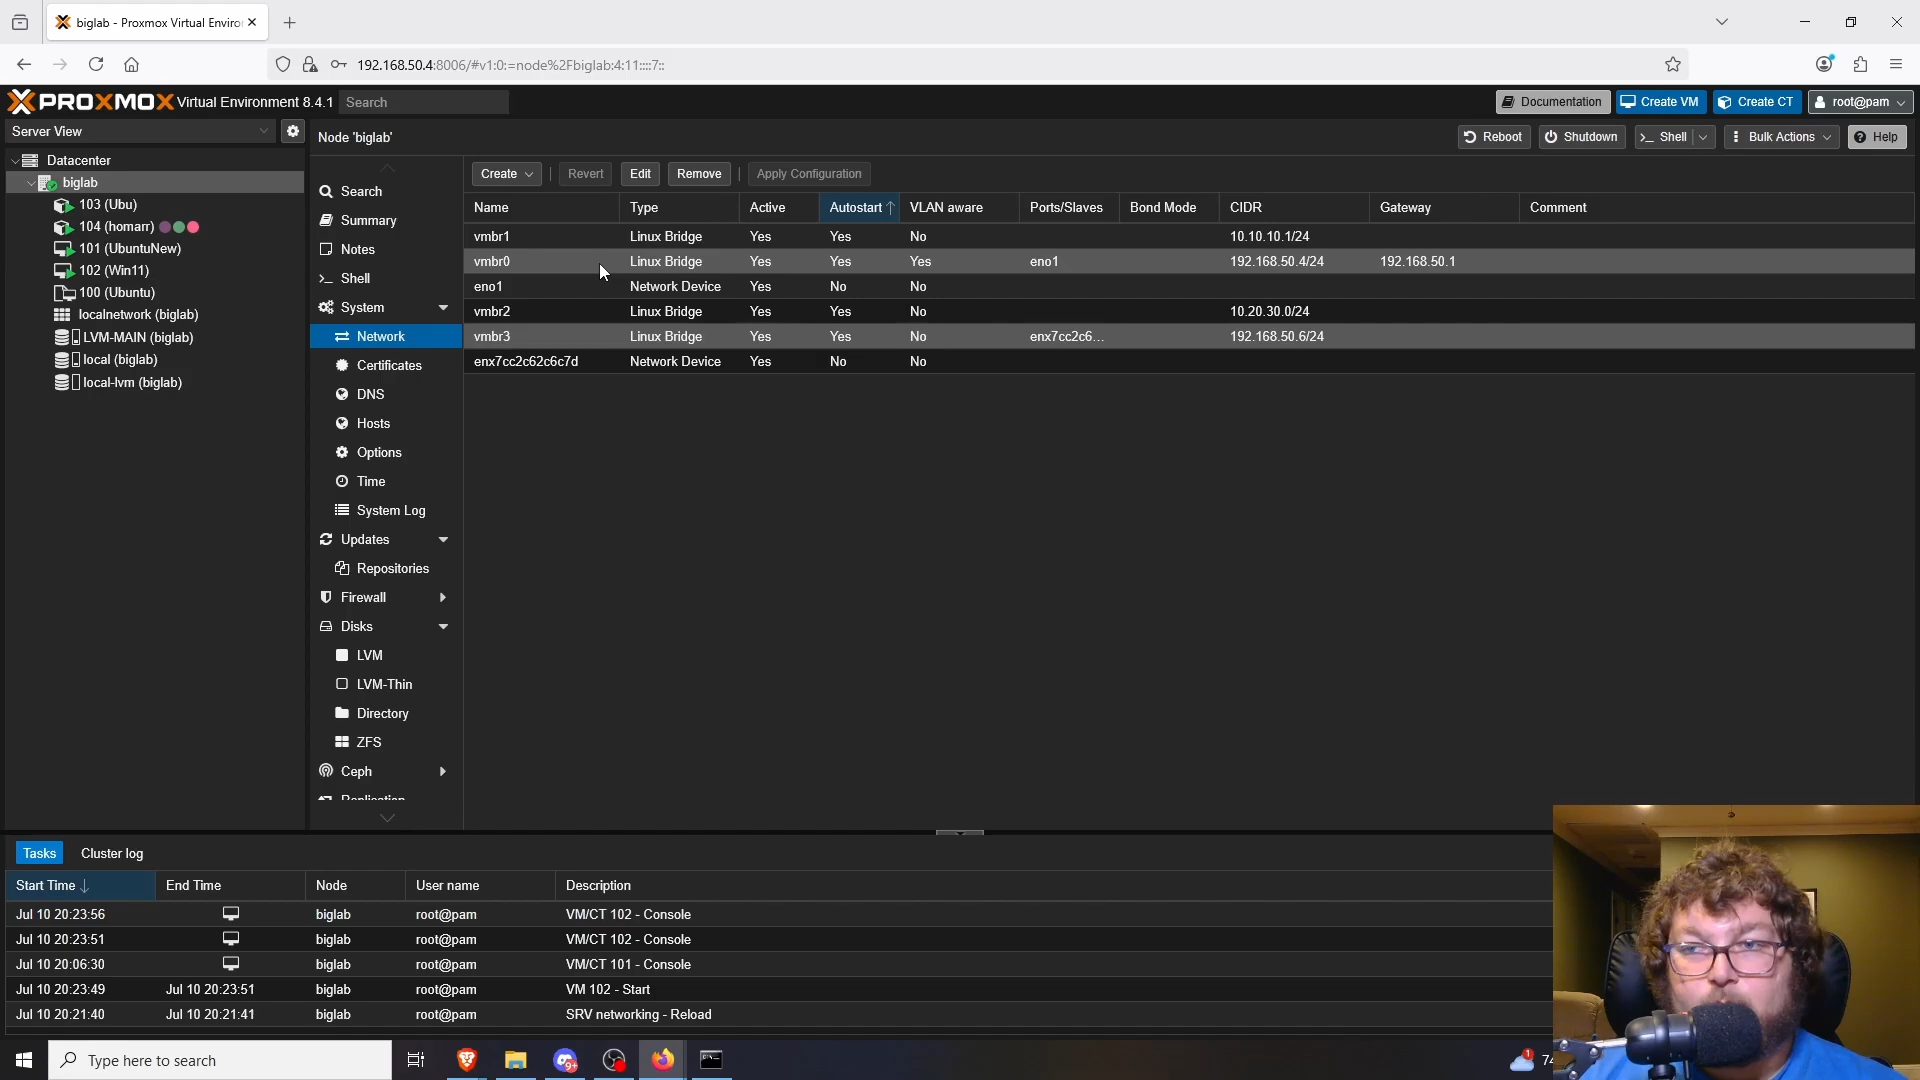 biglab - Proxmox Virtual Enviro
192.168.50.4:8006/#v1:0:=node%2Fbiglab:4:11::::7::
PROXMOX Virtual Environment 8.4.1 Search
Documentation Create VM Create CT root@pam
Server View
Node 'biglab'
Reboot Shutdown Shell Bulk Actions Help
Datacenter
biglab
103 (Ubu)
104 (homarr)
101 (UbuntuNew)
102 (Win11)
100 (Ubuntu)
localnetwork (biglab)
LVM-MAIN (biglab)
local (biglab)
local-lvm (biglab)
Search
Summary
Notes
Shell
System
Network
Certificates
DNS
Hosts
Options
Time
System Log
Updates
Repositories
Firewall
Disks
LVM
LVM-Thin
Directory
ZFS
Ceph
Replication
Create Revert Edit Remove Apply Configuration
Name Type Active Autostart VLAN aware Ports/Slaves Bond Mode CIDR Gateway Comment
vmbr1 Linux Bridge Yes Yes No 10.10.10.1/24
vmbr0 Linux Bridge Yes Yes Yes eno1 192.168.50.4/24 192.168.50.1
eno1 Network Device Yes No No
vmbr2 Linux Bridge Yes Yes No 10.20.30.0/24
vmbr3 Linux Bridge Yes Yes No enx7cc2c6... 192.168.50.6/24
enx7cc2c62c6c7d Network Device Yes No No
Tasks Cluster log
Start Time End Time Node User name Description
Jul 10 20:23:56 biglab root@pam VM/CT 102 - Console
Jul 10 20:23:51 biglab root@pam VM/CT 102 - Console
Jul 10 20:06:30 biglab root@pam VM/CT 101 - Console
Jul 10 20:23:49 Jul 10 20:23:51 biglab root@pam VM 102 - Start
Jul 10 20:21:40 Jul 10 20:21:41 biglab root@pam SRV networking - Reload
Type here to search
1